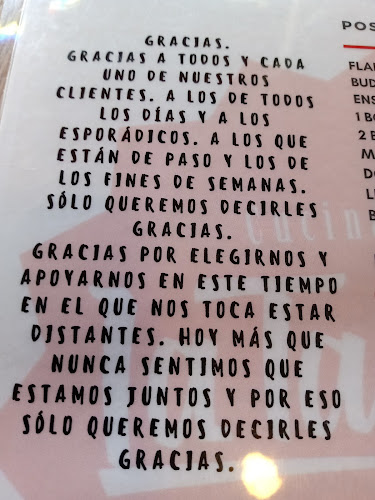 GRACIAS.
GRACIAS A TODOS Y CADA
UNO DE NUESTROS
CLIENTES. A LOS DE TODOS
LOS DÍAS Y A LOS
ESPORÁDICOS. A LOS QUE
ESTÁN DE PASO Y LOS DE
LOS FINES DE SEMANAS.
SÓLO QUEREMOS DECIRLES
GRACIAS.
GRACIAS POR ELEGIRNOS Y
APOYARNOS EN ESTE TIEMPO
EN EL QUE NOS TOCA ESTAR
DISTANTES. HOY MÁS QUE
NUNCA SENTIMOS QUE
ESTAMOS JUNTOS Y POR ESO
SÓLO QUEREMOS DECIRLES
GRACIAS.